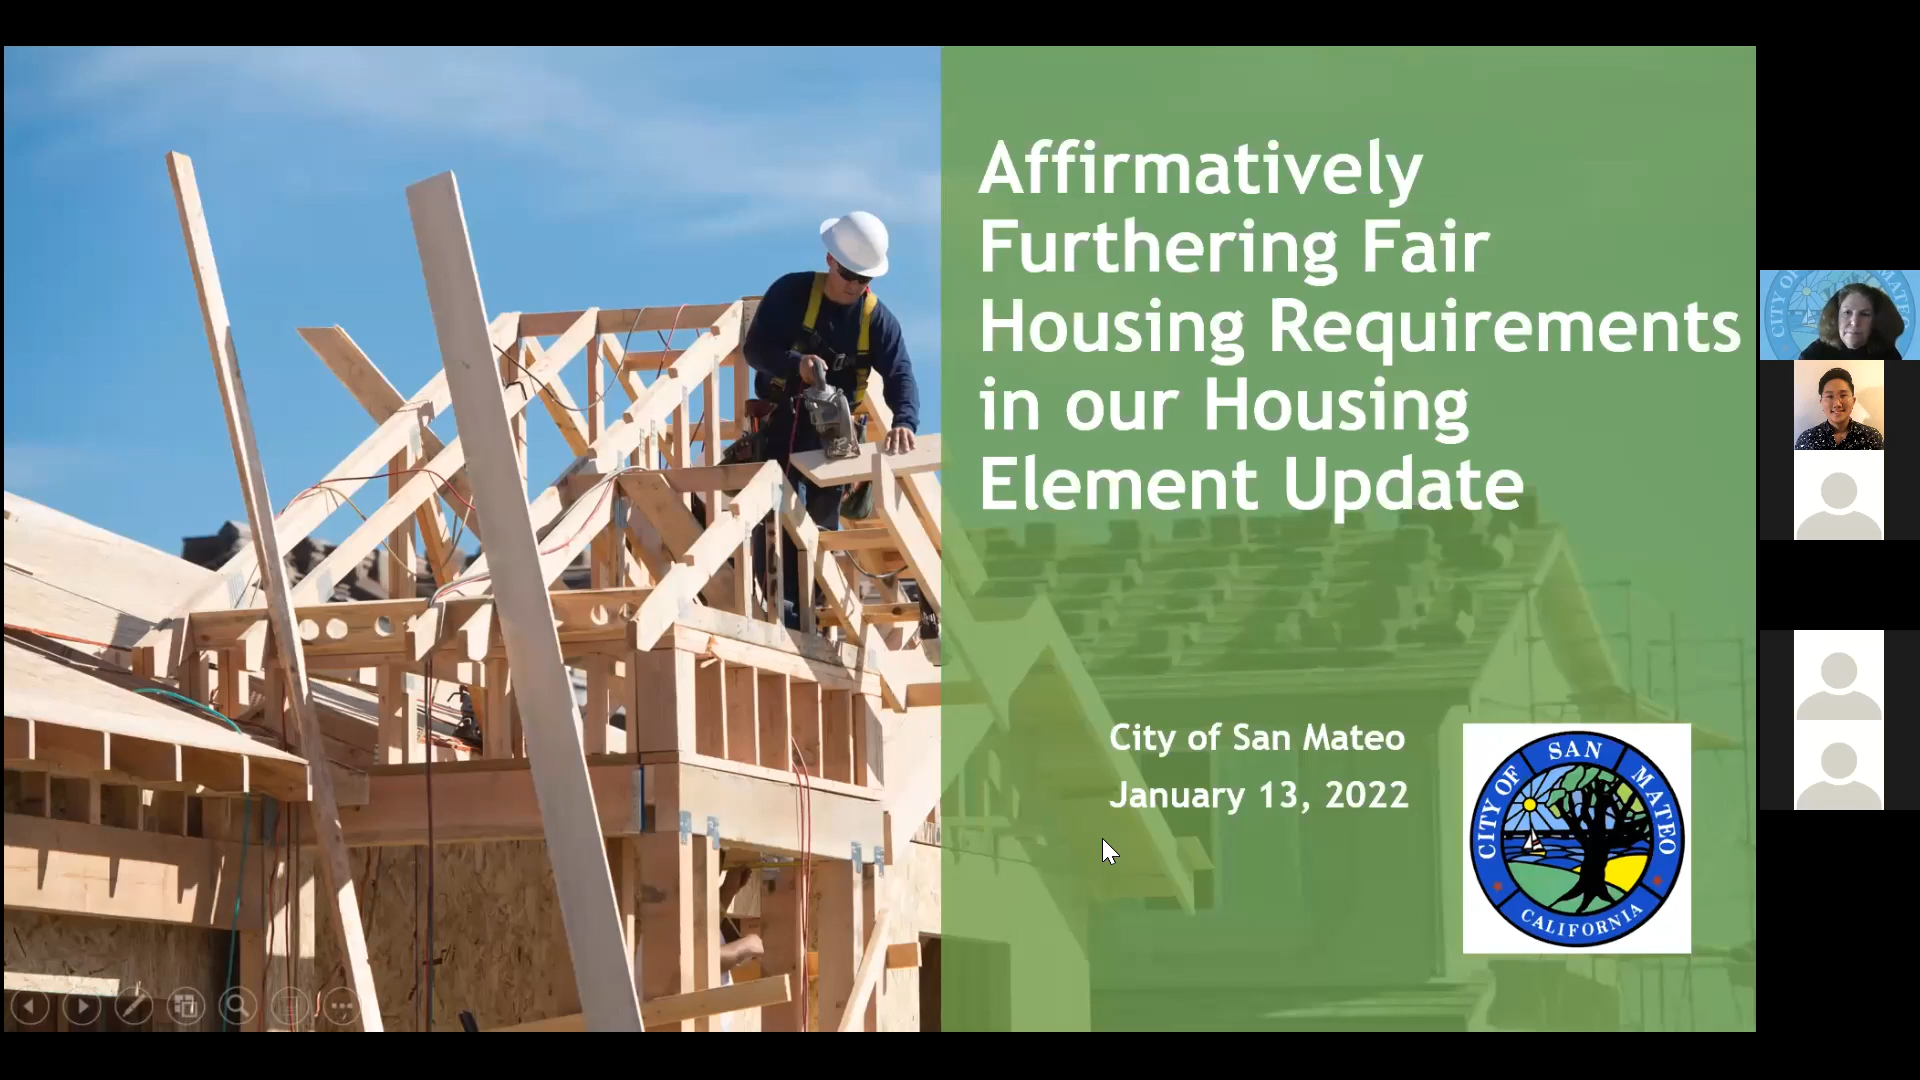 Affirmatively
Furthering Fair
Housing Requirements
in our Housing
Element Update
City of San Mateo
January 13, 2022
CITY OF SAN MATEO
CALIFORNIA